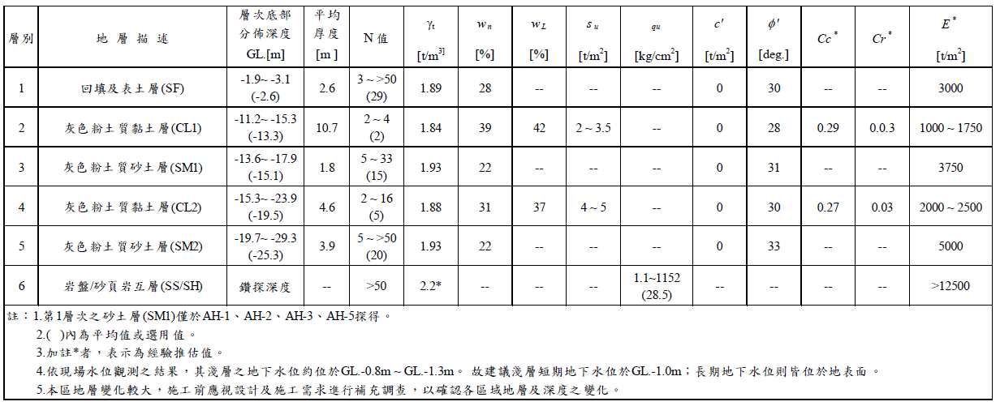 層別 地層描述 層次底部分佈深度GL.[m] 平均厚度[m ] N 值 γt [t/m3] wn [%] wL [%] su [t/m2] qu [kg/cm2] c' [t/m2] ϕ' [deg.] Cc* Cr* E* [t/m2]
1 回填及表土層(SF) -1.9~ -3.1 (-2.6) 2.6 3 ~ >50 (29) 1.89 28 -- -- -- 0 30 -- -- 3000
2 灰色粉土質黏土層(CL1) -11.2~ -15.3 (-13.3) 10.7 2 ~ 4 (2) 1.84 39 42 2 ~ 3.5 -- 0 28 0.29 0.0.3 1000 ~ 1750
3 灰色粉土質砂土層(SM1) -13.6~ -17.9 (-15.1) 1.8 5 ~ 33 (15) 1.93 22 -- -- -- 0 31 -- -- 3750
4 灰色粉土質黏土層(CL2) -15.3~ -23.9 (-19.5) 4.6 2 ~ 16 (5) 1.88 31 37 4 ~ 5 -- 0 30 0.27 0.03 2000 ~ 2500
5 灰色粉土質砂土層(SM2) -19.7~ -29.3 (-25.3) 3.9 5 ~ >50 (20) 1.93 22 -- -- -- 0 33 -- -- 5000
6 岩盤/砂頁岩互層(SS/SH) 鑽探深度 -- >50 2.2* -- -- -- 1.1~1152 (28.5) -- -- -- -- >12500
註：1.第1層次之砂土層(SM1)僅於AH-1、AH-2、AH-3、AH-5探得。
2.( )內為平均值或選用值。
3.加註*者，表示為經驗推估值。
4.依現場水位觀測之結果，其淺層之地下水位約位於GL.-0.8m ~ GL.-1.3m。 故建議淺層短期地下水位於GL.-1.0m；長期地下水位則皆位於地表面。
5.本區地層變化較大，施工前應視設計及施工需求進行補充調查，以確認各區域地層及深度之變化。